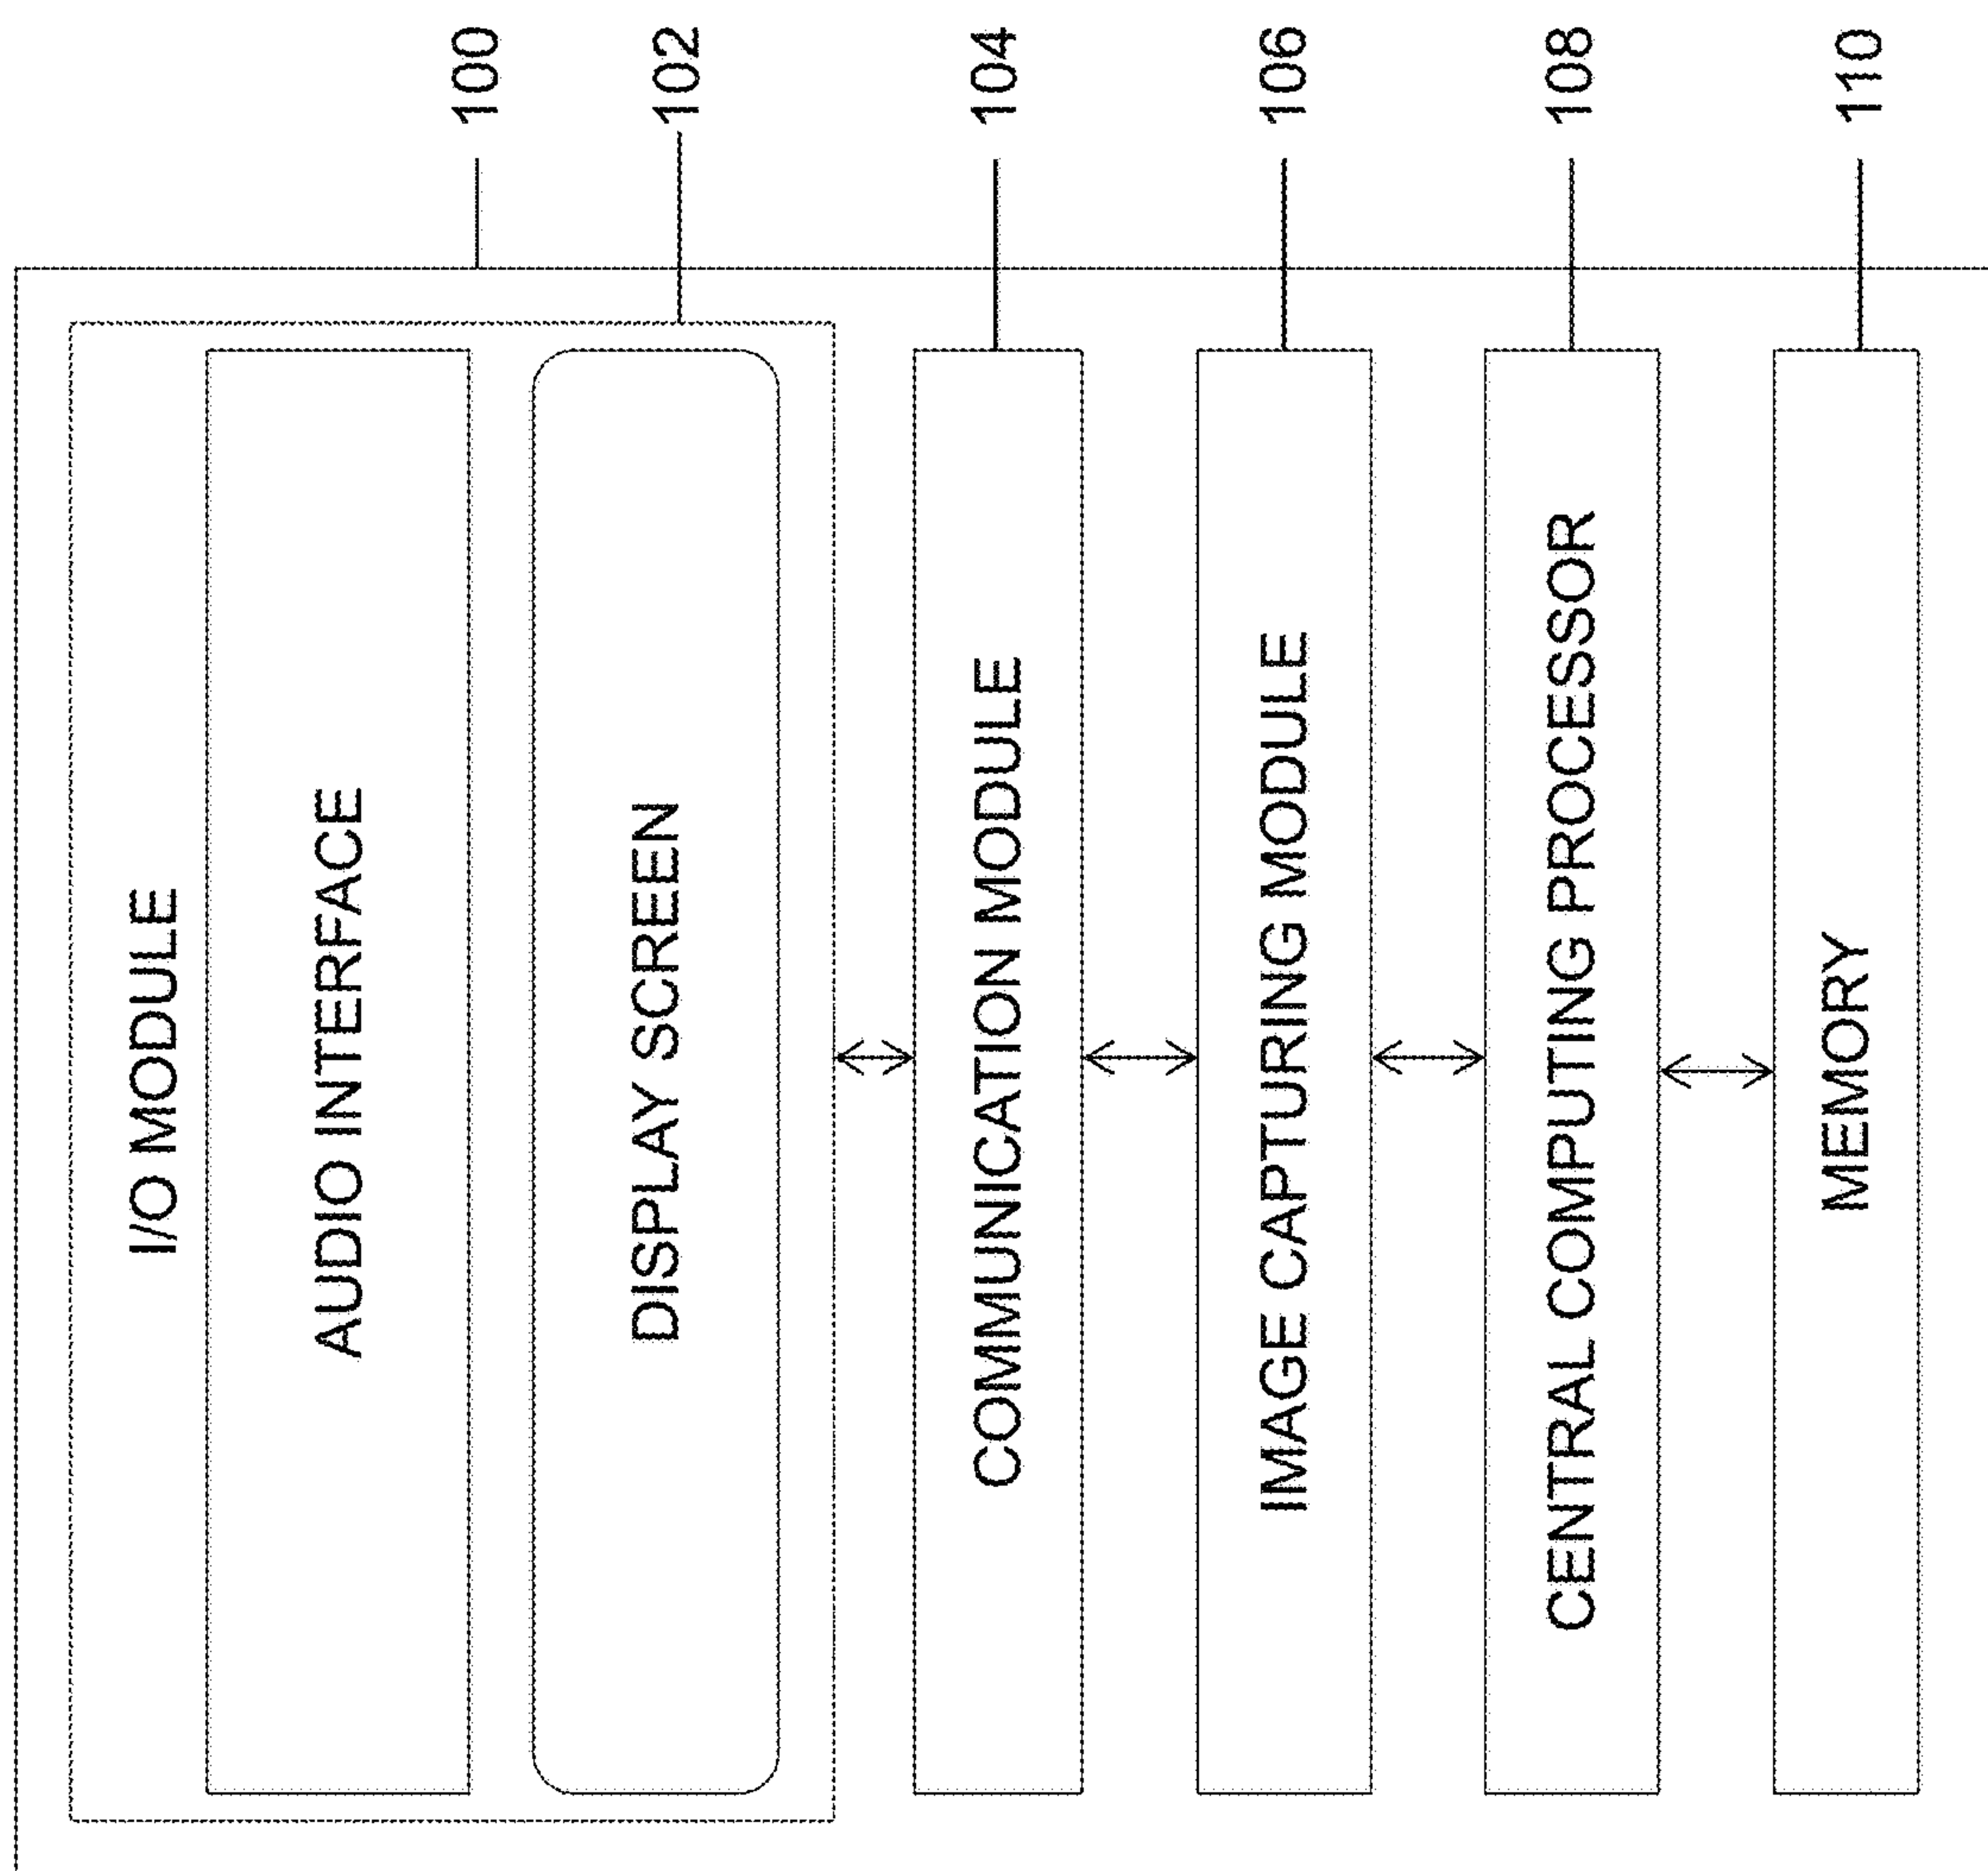 I/O MODULE
AUDIO INTERFACE
100
DISPLAY SCREEN
102
COMMUNICATION MODULE
104
IMAGE CAPTURING MODULE
106
CENTRAL COMPUTING PROCESSOR
108
MEMORY
110